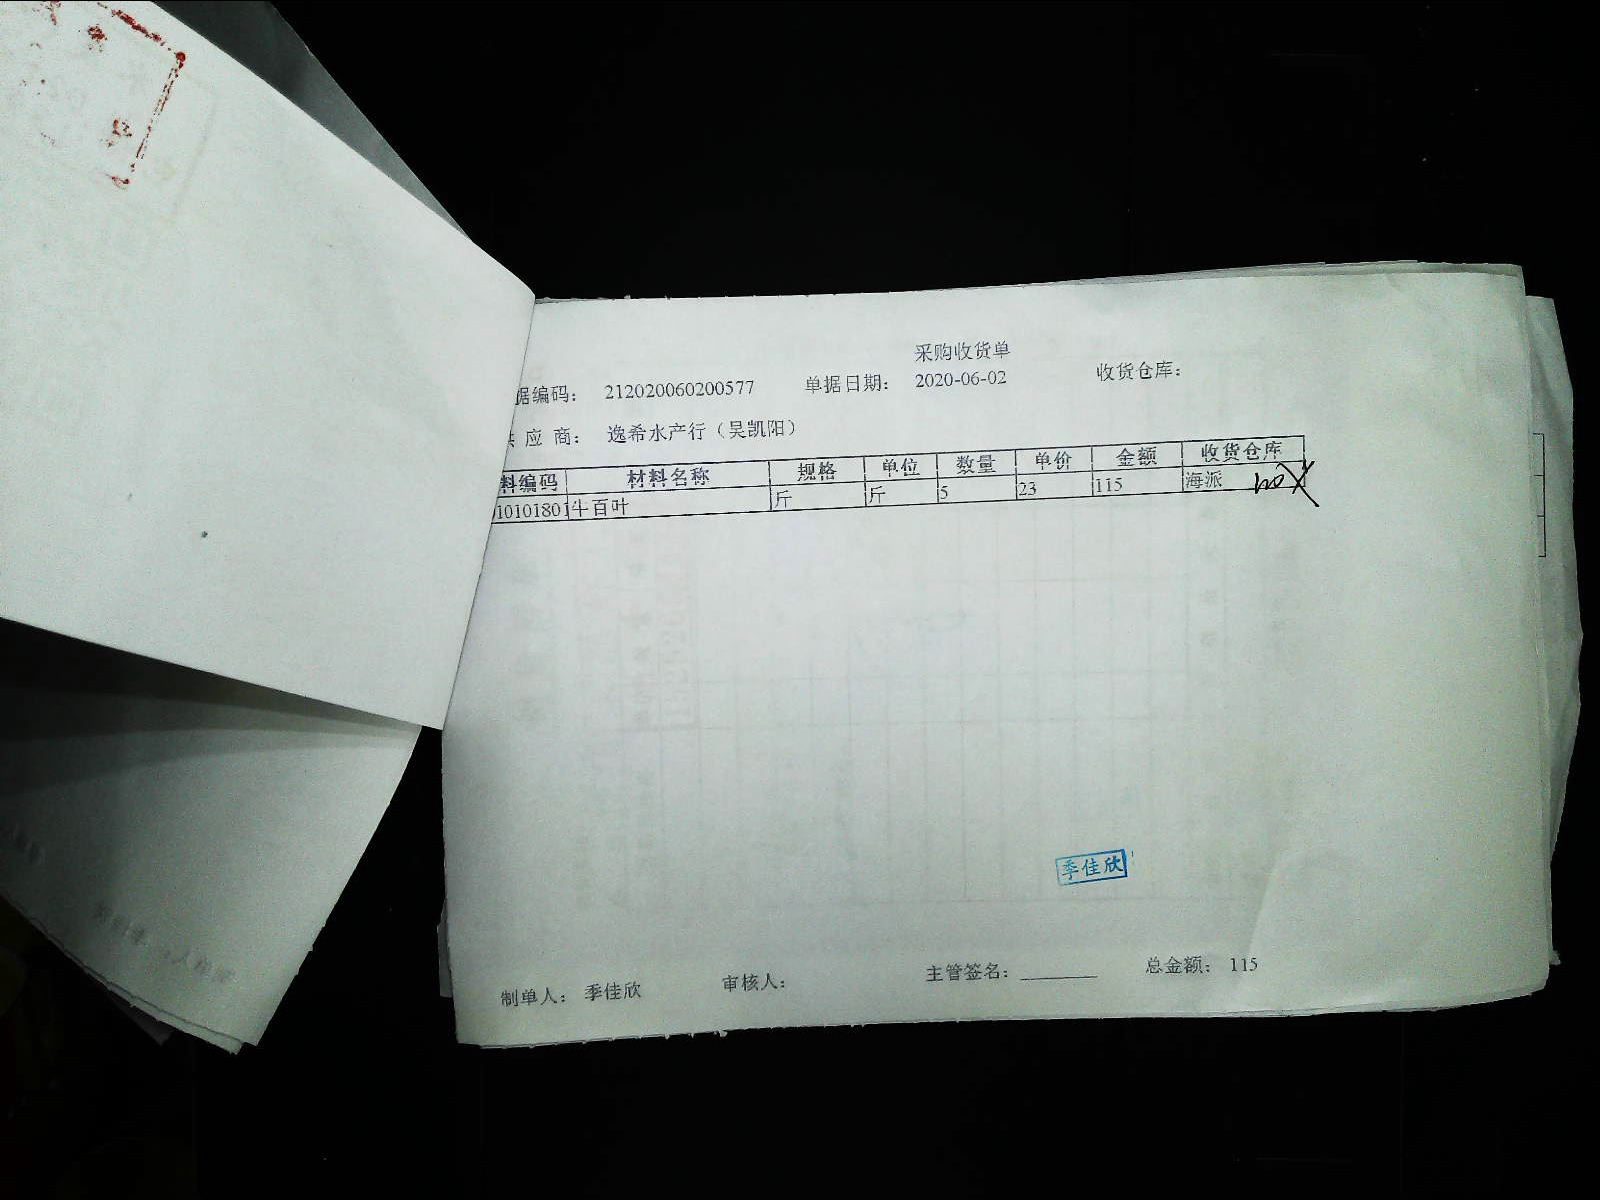 采购收货单
据编码： 212020060200577 单据日期： 2020-06-02 收货仓库：
供 应 商： 逸希水产行（吴凯阳）
料编码 材料名称 规格 单位 数量 单价 金额 收货仓库
10101801 牛百叶 斤 斤 5 23 115 海派
季佳欣
制单人： 季佳欣 审核人： 主管签名： ________ 总金额： 115